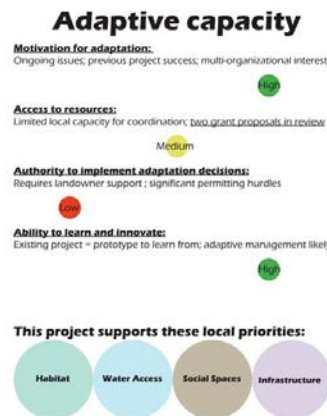 Adaptive capacity
Motivation for adaptation:
Ongoing issues; previous project success; multi-organizational interest
High
Access to resources:
Limited local capacity for coordination; two grant proposals in review
Medium
Authority to implement adaptation decisions:
Requires landowner support ; significant permitting hurdles
Low
Ability to learn and innovate:
Existing project = prototype to learn from; adaptive management likely
High
This project supports these local priorities:
Habitat Water Access Social Spaces Infrastructure